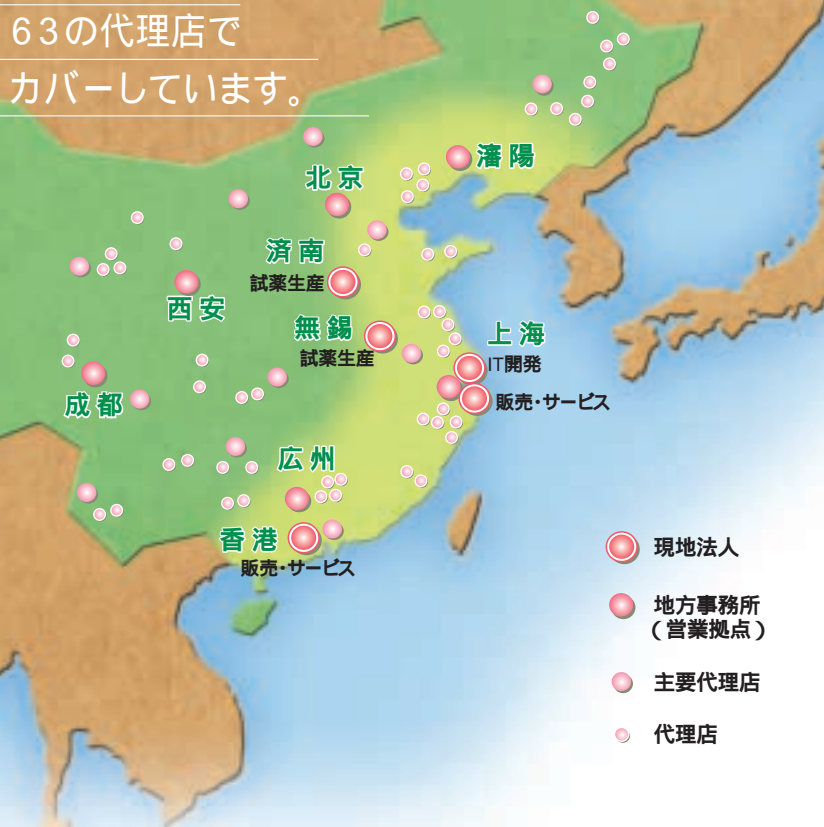 63の代理店で
カバーしています。
瀋陽
北京
済南
試薬生産
西安
無錫
試薬生産
上海
IT開発
販売・サービス
成都
広州
香港
販売・サービス
現地法人
地方事務所
(営業拠点)
主要代理店
代理店